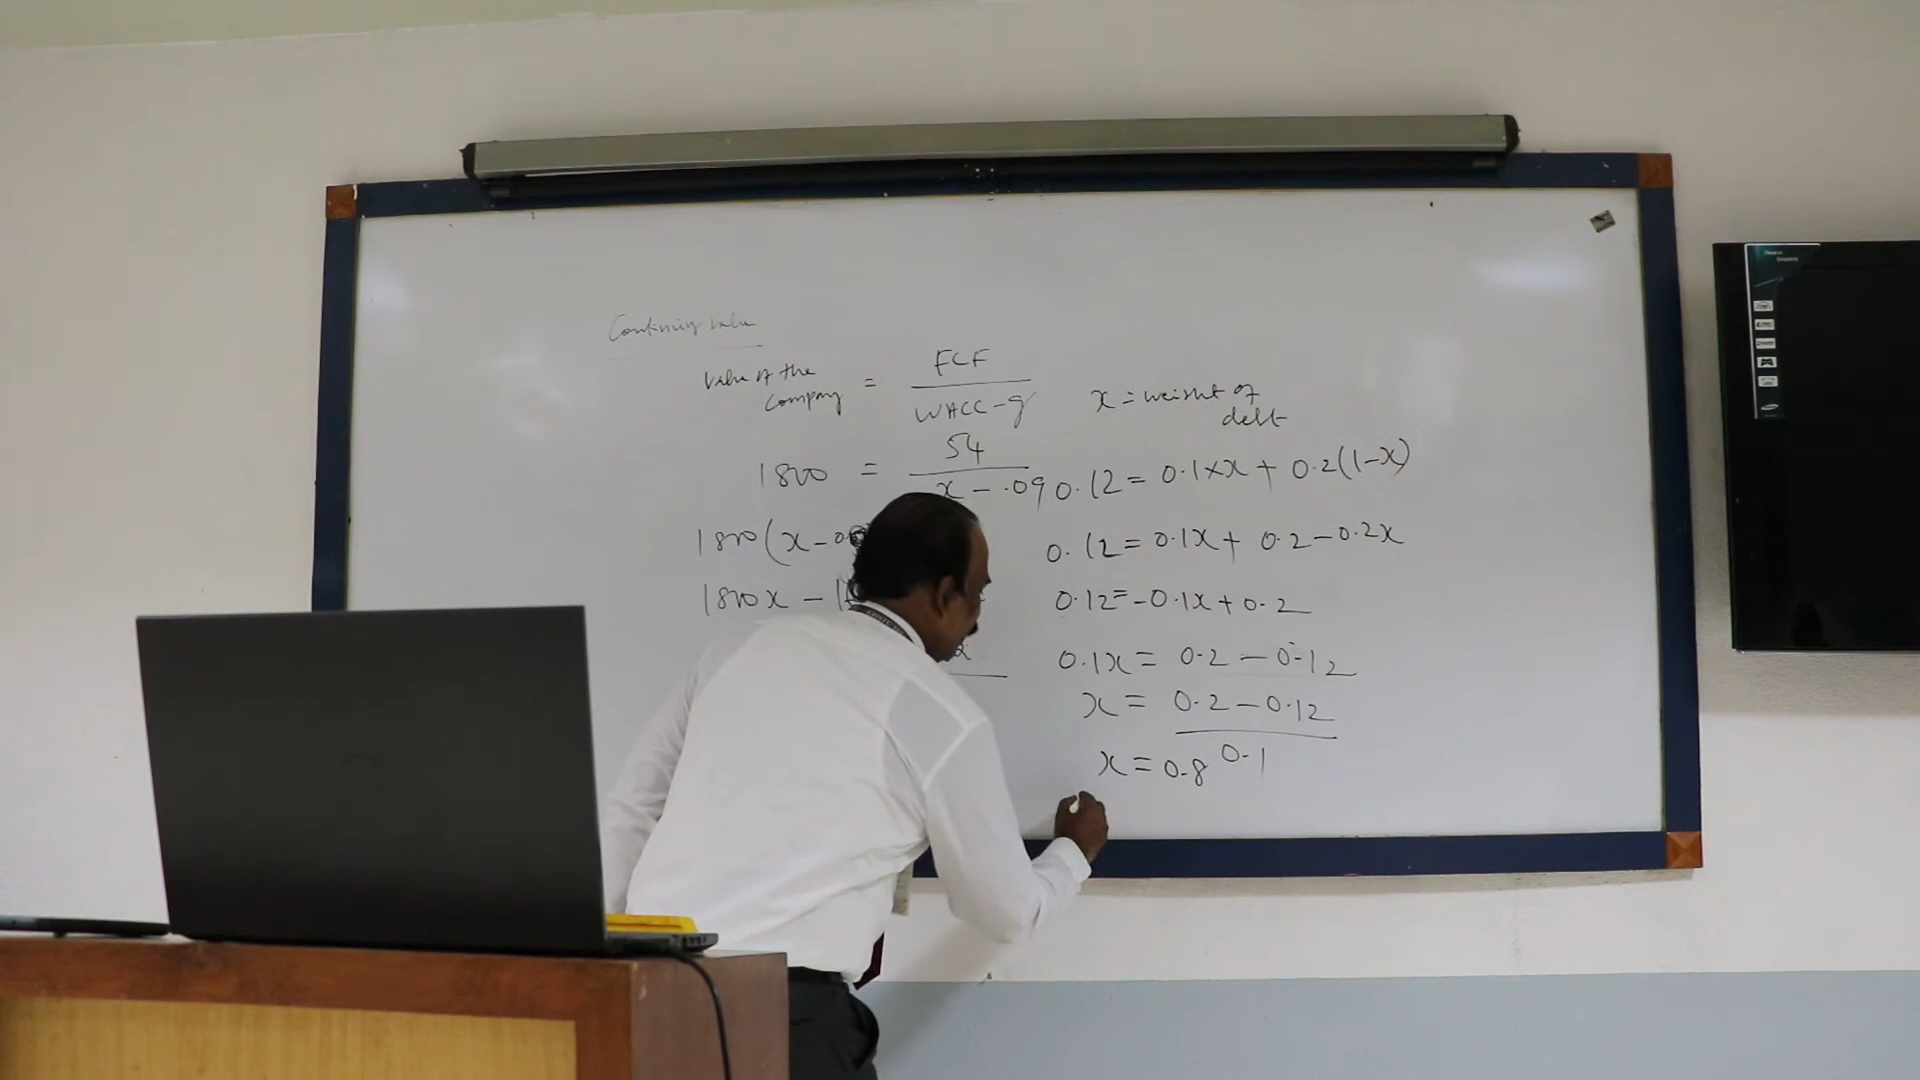 Continuing value
Value of the company = FCF / WACC-g
x = weight of debt
1800 = 54 / x - .09
1800(x - 0.0
1800x - 1
0.12 = 0.1 × x + 0.2(1-x)
0.12 = 0.1x + 0.2 - 0.2x
0.12 = -0.1x + 0.2
0.1x = 0.2 - 0.12
x = 0.2 - 0.12 / 0.1
x = 0.8